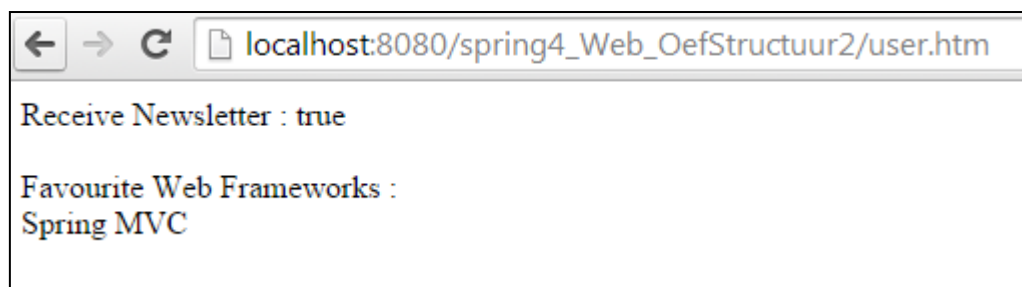 localhost:8080/spring4_Web_OefStructuur2/user.htm
Receive Newsletter : true
Favourite Web Frameworks :
Spring MVC